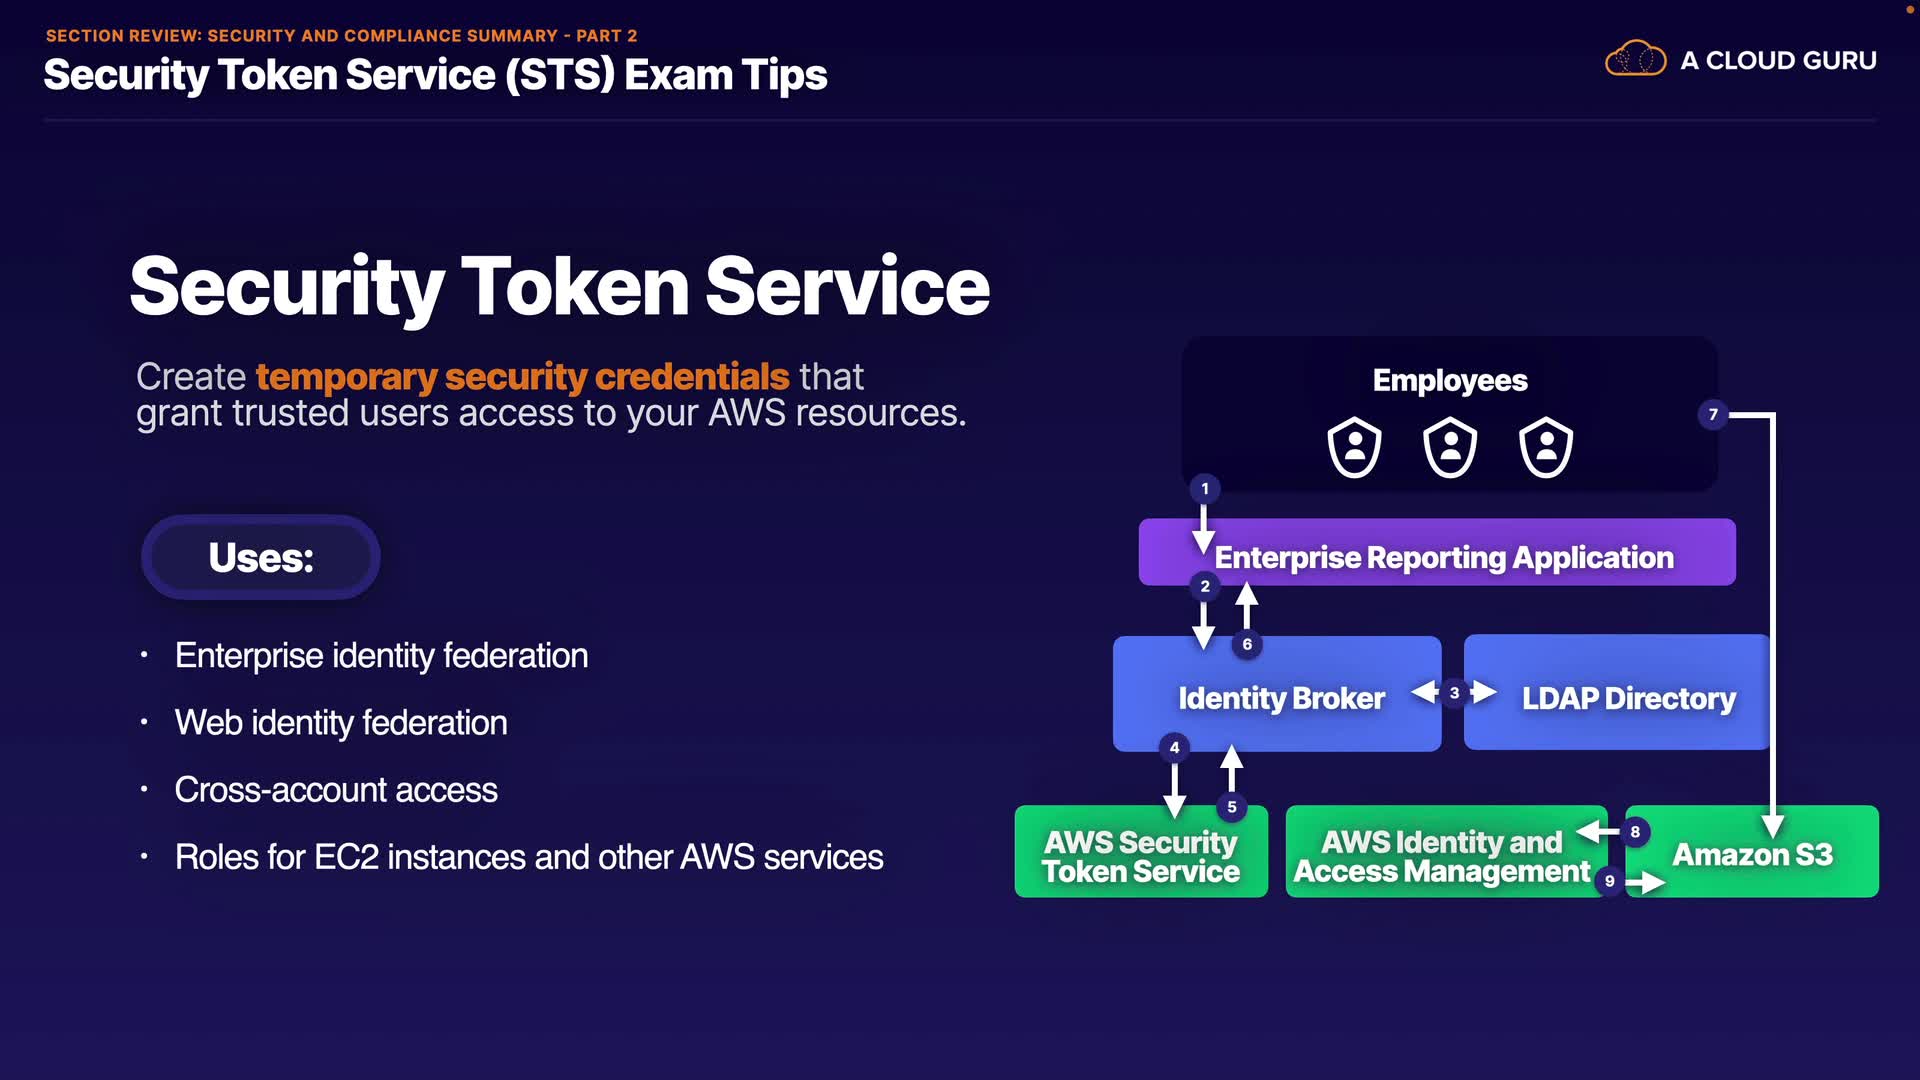 SECTION REVIEW: SECURITY AND COMPLIANCE SUMMARY - PART 2
Security Token Service (STS) Exam Tips
A CLOUD GURU
Security Token Service
Create temporary security credentials that
grant trusted users access to your AWS resources.
Uses:
• Enterprise identity federation
• Web identity federation
• Cross-account access
• Roles for EC2 instances and other AWS services
Employees
7
1
Enterprise Reporting Application
2
6
Identity Broker
3
LDAP Directory
4
5
AWS Security
Token Service
AWS Identity and
Access Management
8
9
Amazon S3